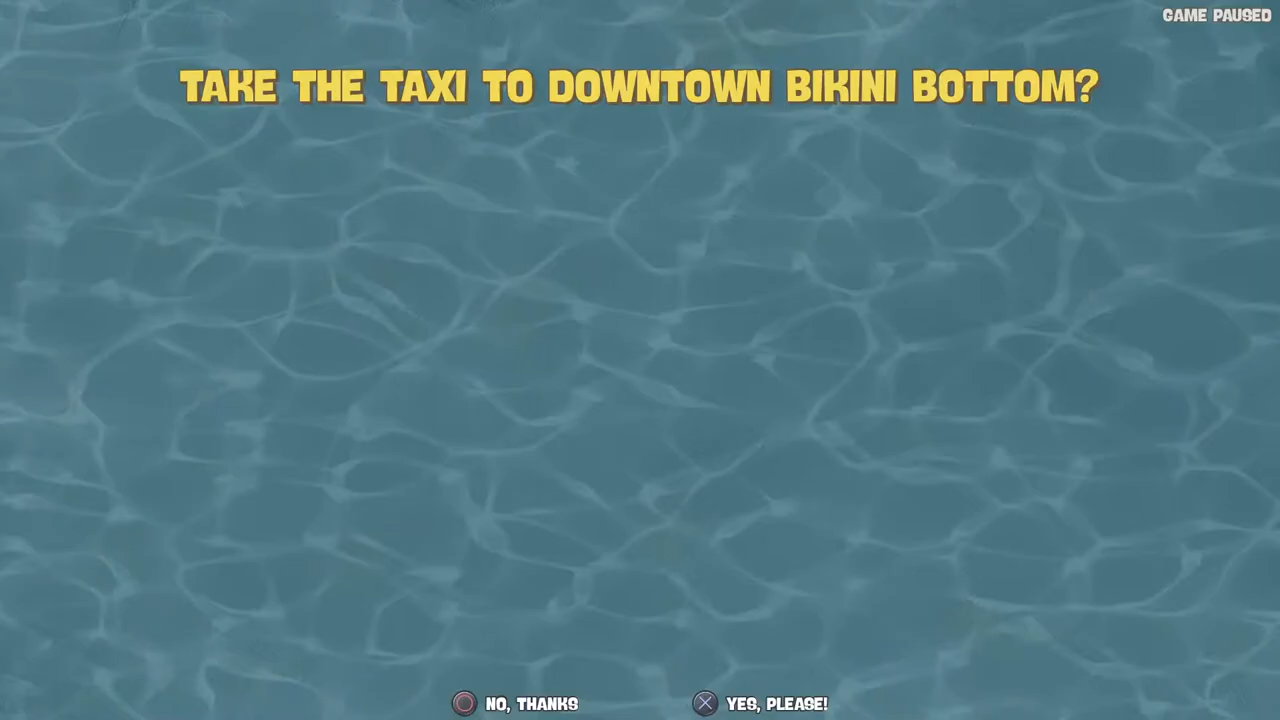 GAME PAUSED
TAKE THE TAXI TO DOWNTOWN BIKINI BOTTOM?
NO, THANKS
YES, PLEASE!